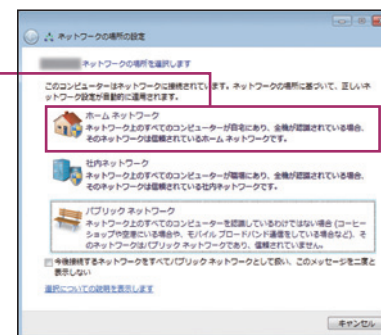 ネットワークの場所の設定
ネットワークの場所を選択します
このコンピューターはネットワークに接続されています。ネットワークの場所に基づいて、正しいネ
ットワーク設定が自動的に適用されます。
ホーム ネットワーク
ネットワーク上のすべてのコンピューターが自宅にあり、全機が認識されている場合、
そのネットワークは信頼されているホーム ネットワークです。
社内ネットワーク
ネットワーク上のすべてのコンピューターが職場にあり、全機が認識されている場合、
そのネットワークは信頼されている社内ネットワークです。
パブリック ネットワーク
ネットワーク上のすべてのコンピューターを認識しているわけではない場合 (コーヒー
ショップや空港にいる場合や、モバイル ブロードバンド通信をしている場合など)、そ
のネットワークはパブリック ネットワークであり、信頼されていません。
今後接続するネットワークをすべてパブリック ネットワークとして扱い、このメッセージを二度と
表示しない
選択についての説明を表示します
キャンセル